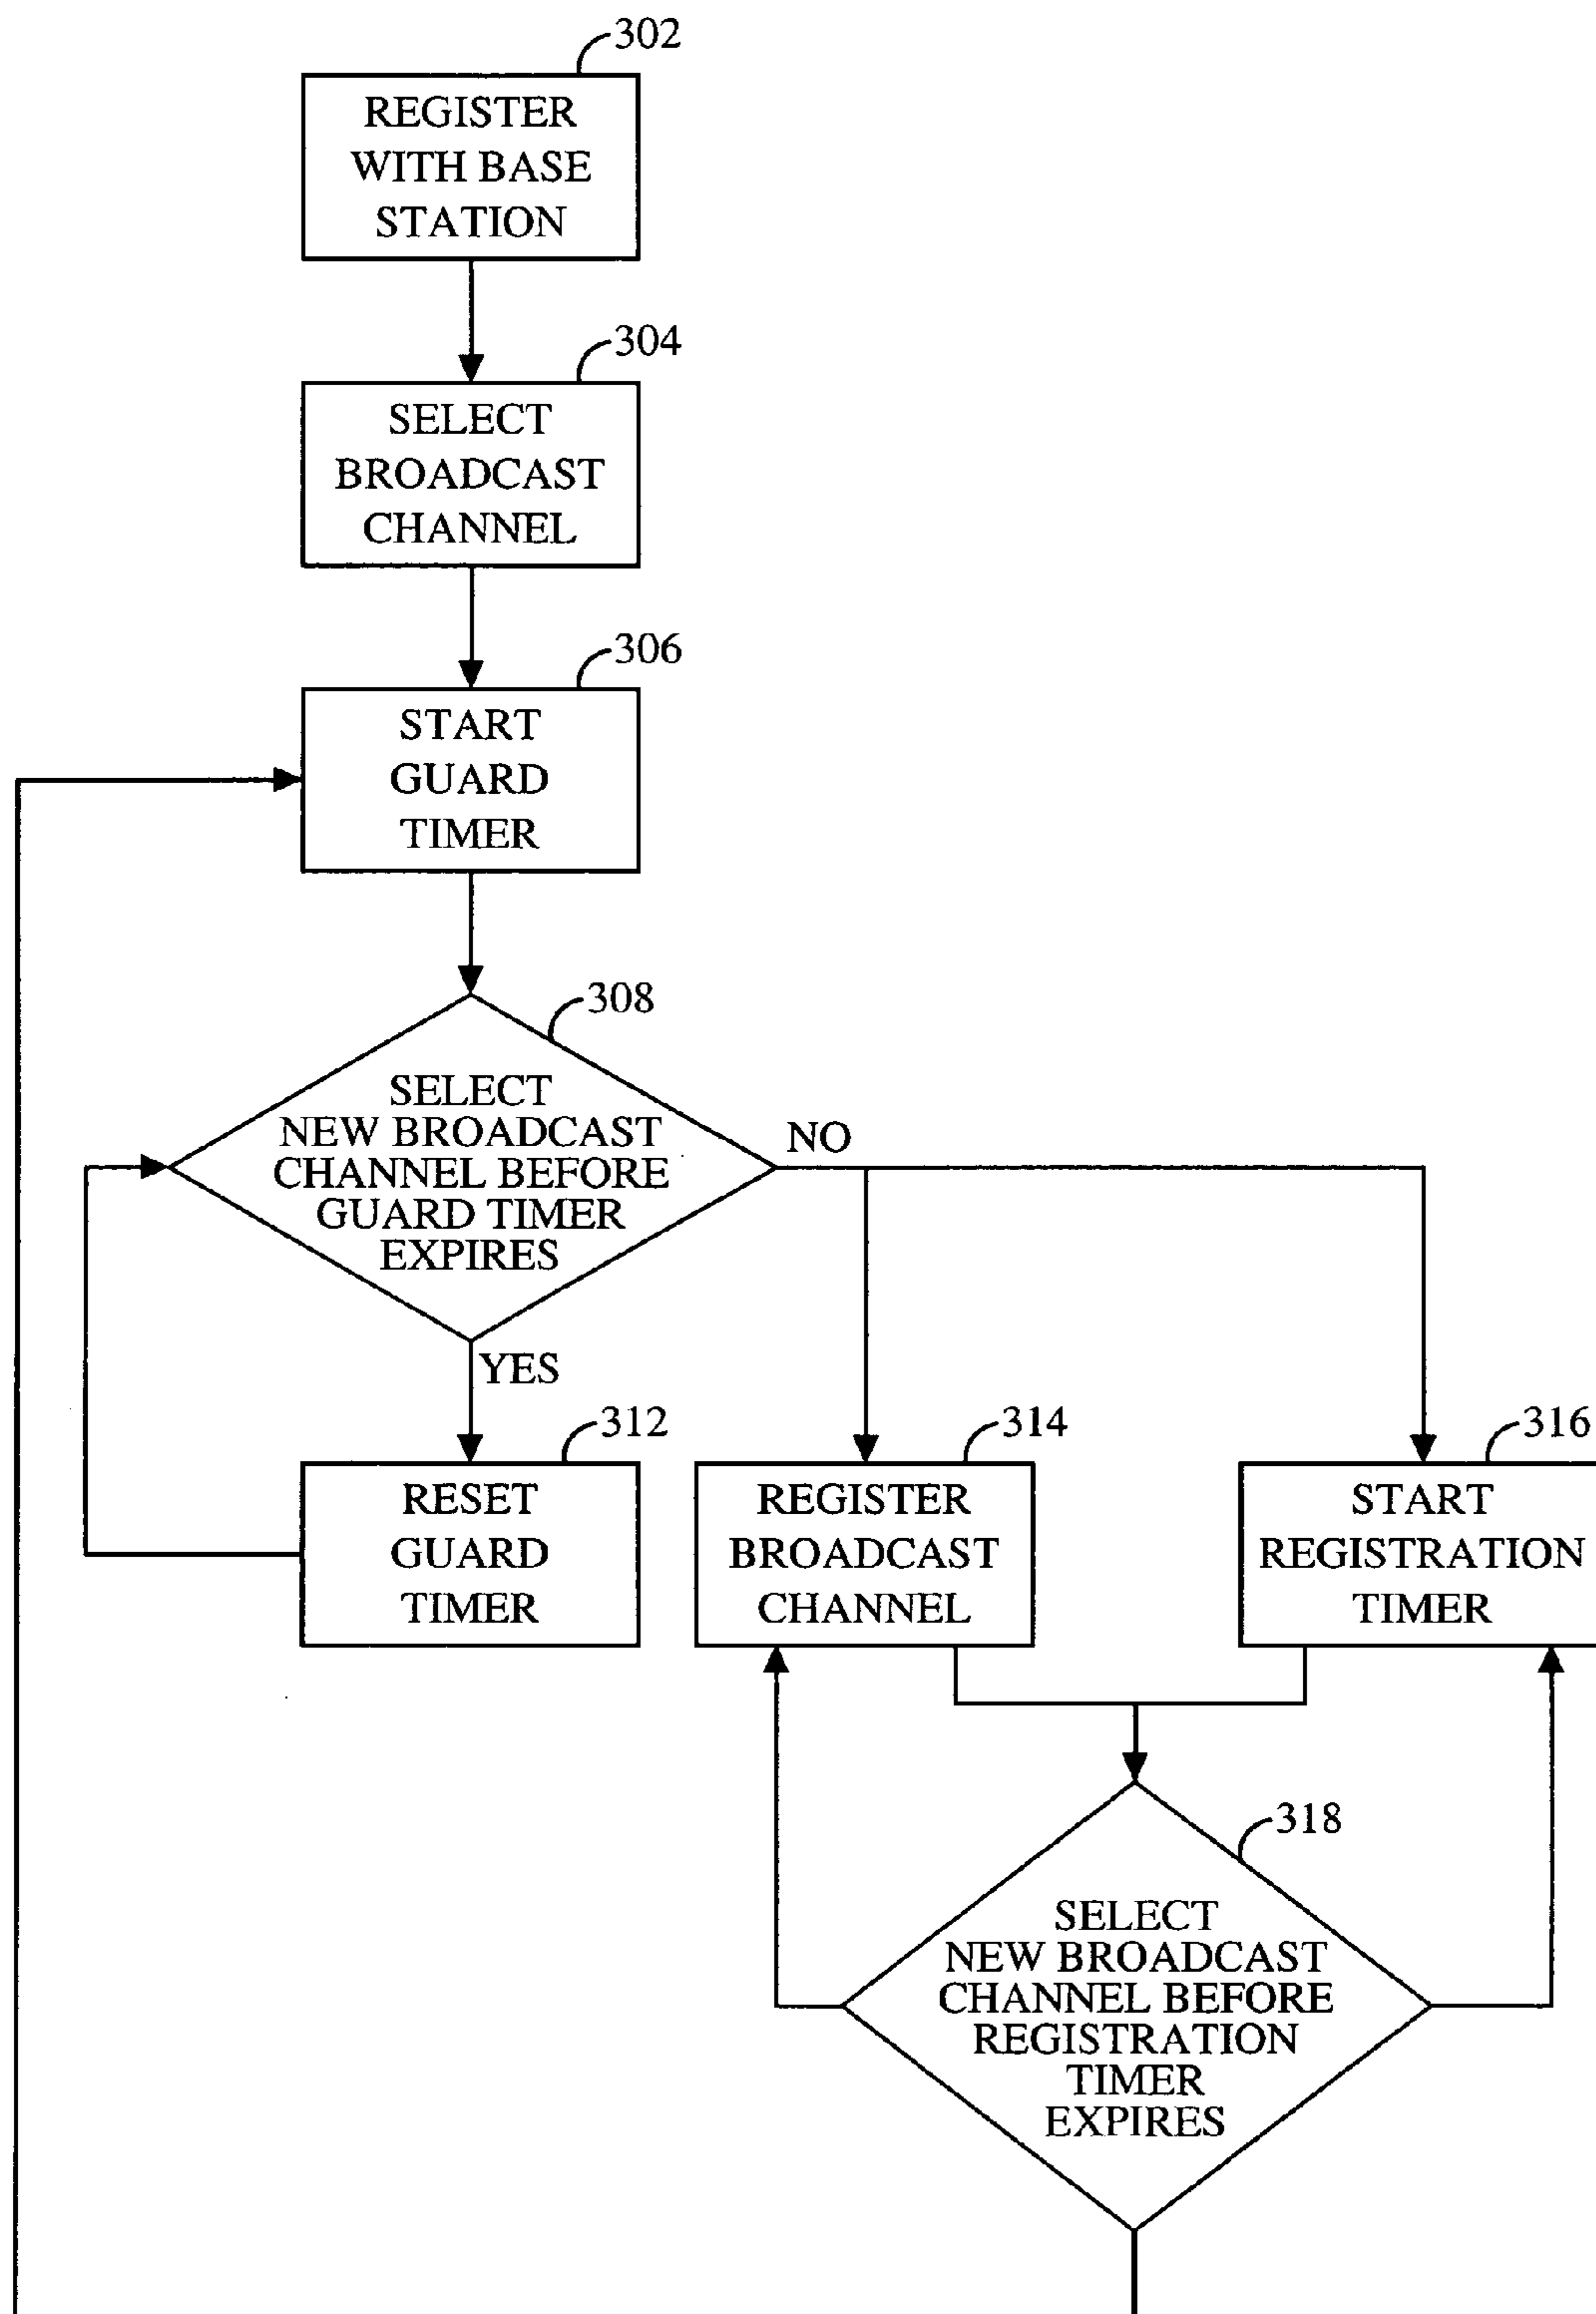 302
REGISTER
WITH BASE
STATION
304
SELECT
BROADCAST
CHANNEL
306
START
GUARD
TIMER
308
SELECT
NEW BROADCAST
CHANNEL BEFORE
GUARD TIMER
EXPIRES
NO
YES
312
RESET
GUARD
TIMER
314
REGISTER
BROADCAST
CHANNEL
316
START
REGISTRATION
TIMER
318
SELECT
NEW BROADCAST
CHANNEL BEFORE
REGISTRATION
TIMER
EXPIRES